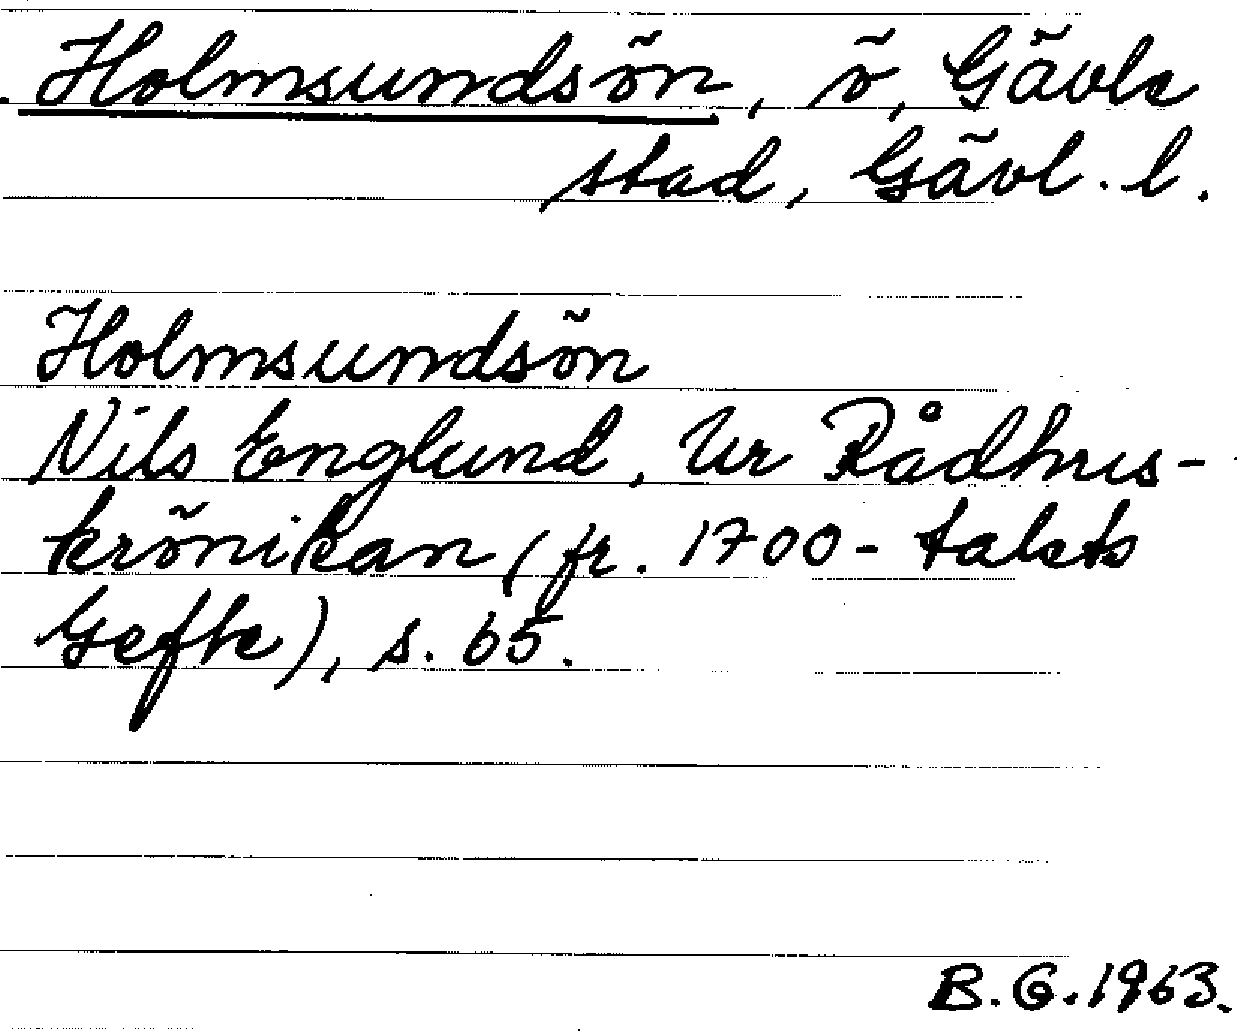 Holmsundsön, ö, Gävle
stad, Gävl. l.
Holmsundsön
Nils Englund, Ur Rådhus-
krönikan (fr. 1700-talets
Gefle), s. 65.
B.G. 1963.